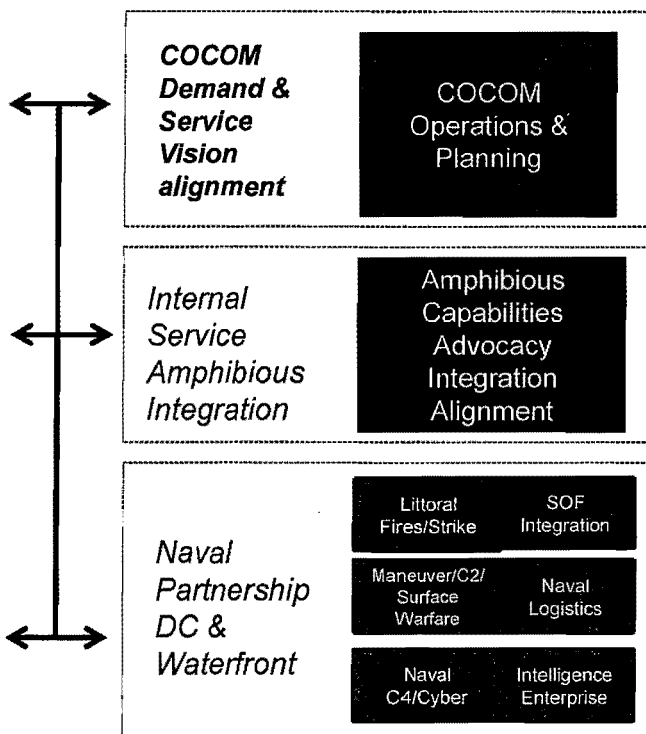 COCOM
Demand &
Service
Vision
alignment
COCOM
Operations &
Planning
Internal
Service
Amphibious
Integration
Amphibious
Capabilities
Advocacy
Integration
Alignment
Naval
Partnership
DC &
Waterfront
Littoral
Fires/Strike
SOF
Integration
Maneuver/C2/
Surface
Warfare
Naval
Logistics
Naval
C4/Cyber
Intelligence
Enterprise